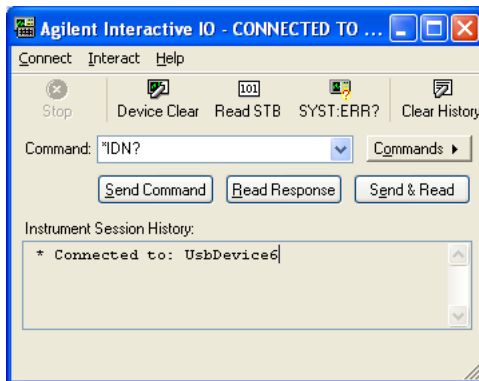 Agilent Interactive IO - CONNECTED TO ...
Connect Interact Help
101
Stop Device Clear Read STB SYST:ERR? Clear History
Command: *IDN? Commands
Send Command Read Response Send & Read
Instrument Session History:
* Connected to: UsbDevice6